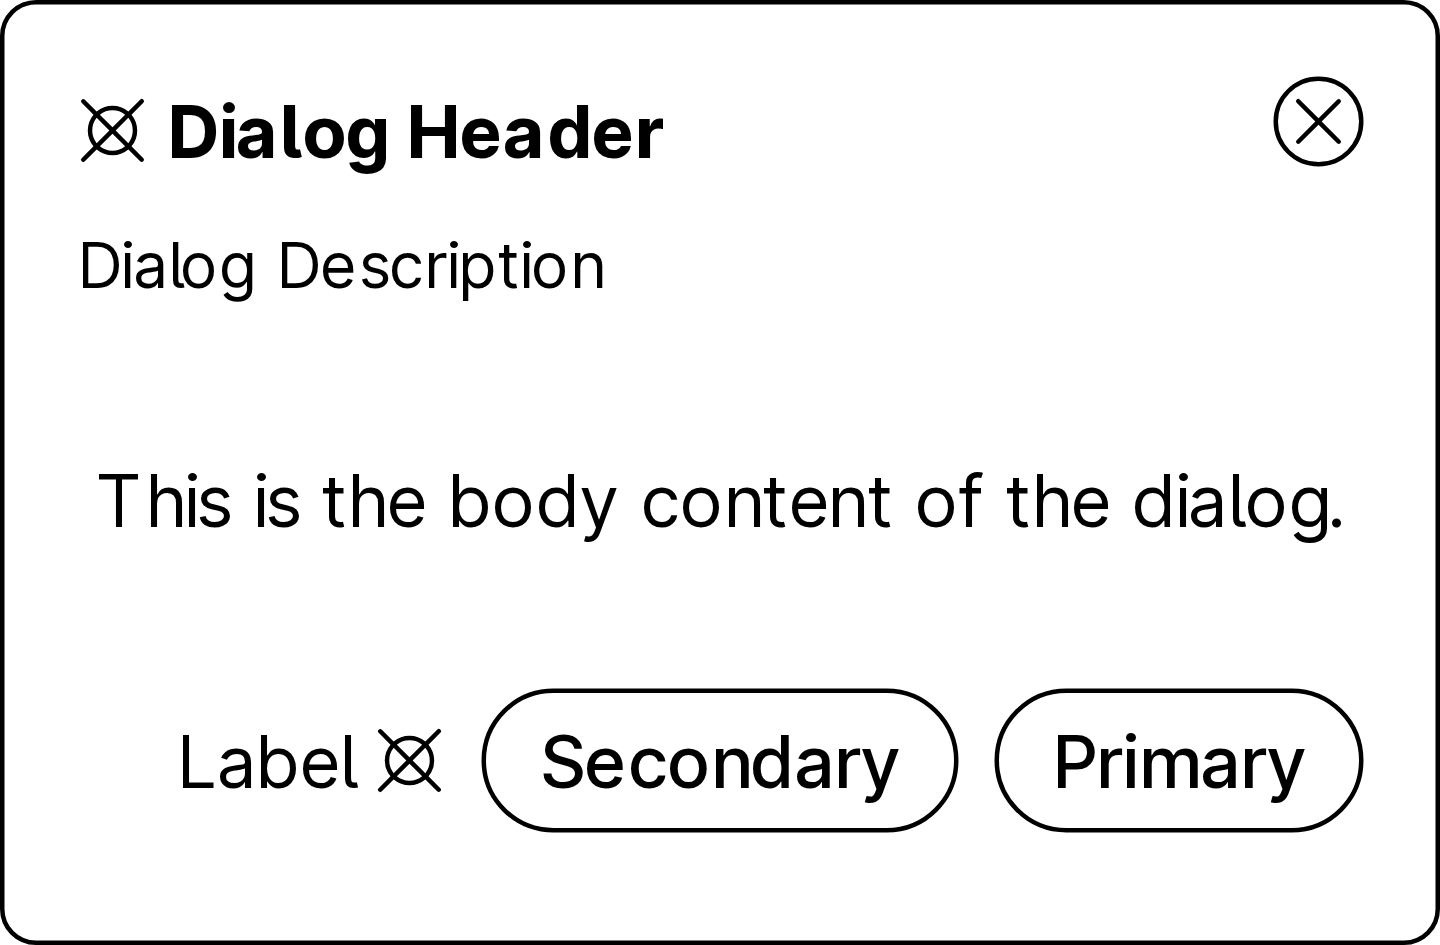 Dialog Header
Dialog Description
This is the body content of the dialog.
Label Secondary Primary